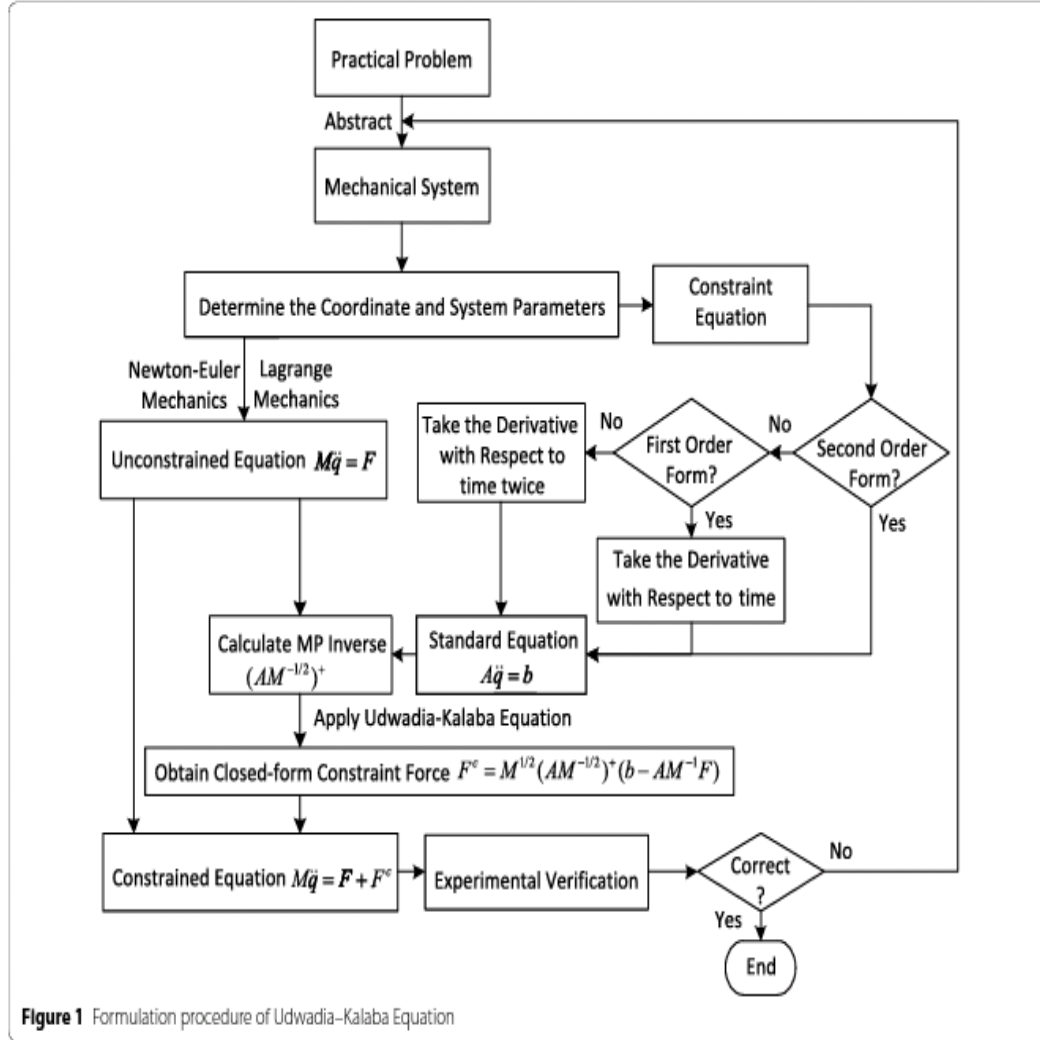 Practical Problem
Abstract
Mechanical System
Determine the Coordinate and System Parameters
Constraint
Equation
Newton-Euler
Mechanics
Lagrange
Mechanics
Unconstrained Equation Mq̈ = F
Take the Derivative
with Respect to
time twice
No
First Order
Form?
No
Second Order
Form?
Yes
Yes
Take the Derivative
with Respect to time
Calculate MP Inverse
(AM⁻¹/²)⁺
Standard Equation
Aq̈ = b
Apply Udwadia-Kalaba Equation
Obtain Closed-form Constraint Force Fᶜ = M¹/²(AM⁻¹/²)⁺(b − AM⁻¹F)
Constrained Equation Mq̈ = F + Fᶜ
Experimental Verification
Correct
?
No
Yes
End
Figure 1 Formulation procedure of Udwadia–Kalaba Equation